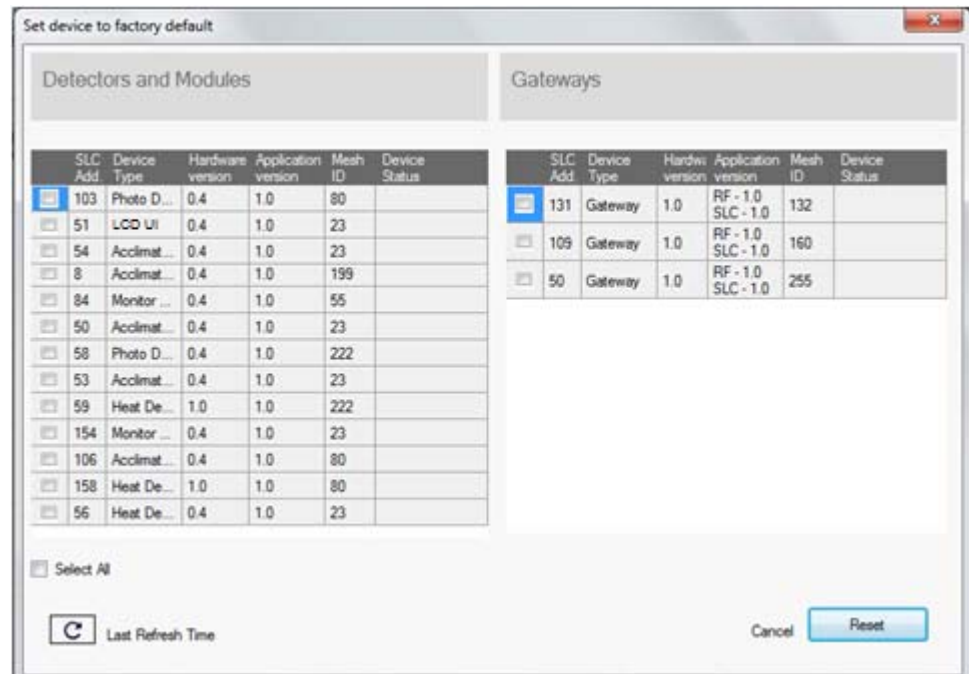 Set device to factory default
Detectors and Modules
SLC Add. Device Type Hardware version Application version Mesh ID Device Status
103 Photo D... 0.4 1.0 80
51 LCD UI 0.4 1.0 23
54 Acclimat... 0.4 1.0 23
8 Acclimat... 0.4 1.0 199
84 Monitor ... 0.4 1.0 55
50 Acclimat... 0.4 1.0 23
58 Photo D... 0.4 1.0 222
53 Acclimat... 0.4 1.0 23
59 Heat De... 1.0 1.0 222
154 Monitor ... 0.4 1.0 23
106 Acclimat... 0.4 1.0 80
158 Heat De... 1.0 1.0 80
56 Heat De... 0.4 1.0 23
Select All
Last Refresh Time
Gateways
SLC Add. Device Type Hardwa version Application version Mesh ID Device Status
131 Gateway 1.0 RF - 1.0 SLC - 1.0 132
109 Gateway 1.0 RF - 1.0 SLC - 1.0 160
50 Gateway 1.0 RF - 1.0 SLC - 1.0 255
Cancel
Reset